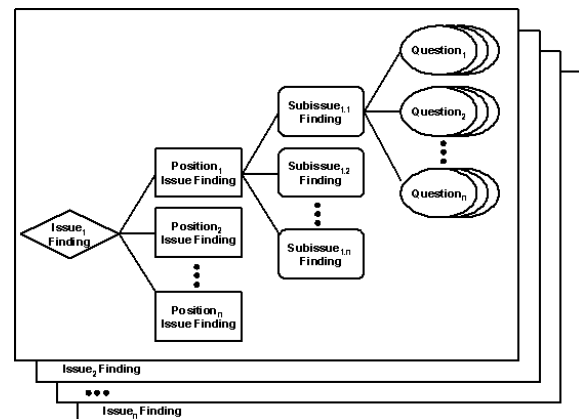 Question1
Subissue1.1
Finding
Question2
Position1
Issue Finding
Subissue1.2
Finding
Questionn
Issue1
Finding
Position2
Issue Finding
Subissue1.n
Finding
Positionn
Issue Finding
Issue2 Finding
Issuen Finding